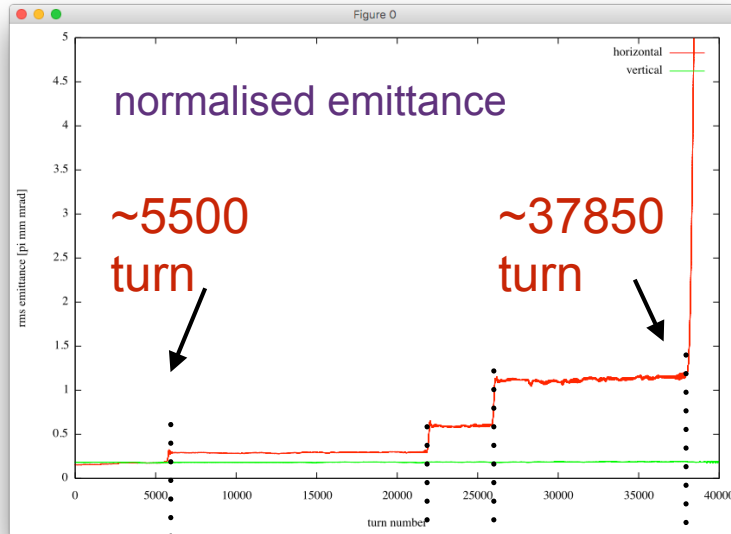 Figure 0
horizontal
vertical
normalised emittance
~5500
turn
~37850
turn
rms emittance [pi mm mrad]
5
4.5
4
3.5
3
2.5
2
1.5
1
0.5
0
0 5000 10000 15000 20000 25000 30000 35000 40000
turn number